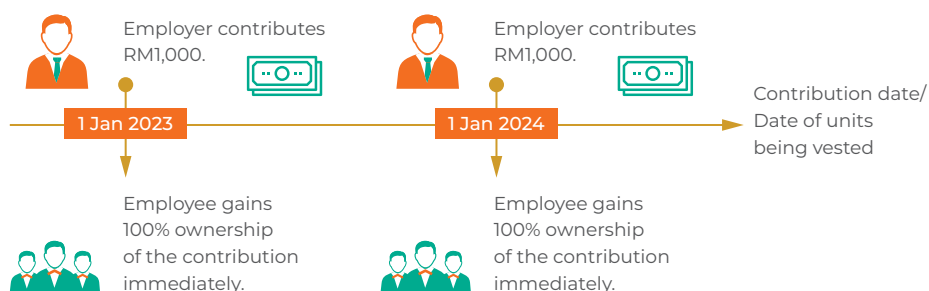 Employer contributes
RM1,000.
Employer contributes
RM1,000.
1 Jan 2023
1 Jan 2024
Contribution date/
Date of units
being vested
Employee gains
100% ownership
of the contribution
immediately.
Employee gains
100% ownership
of the contribution
immediately.